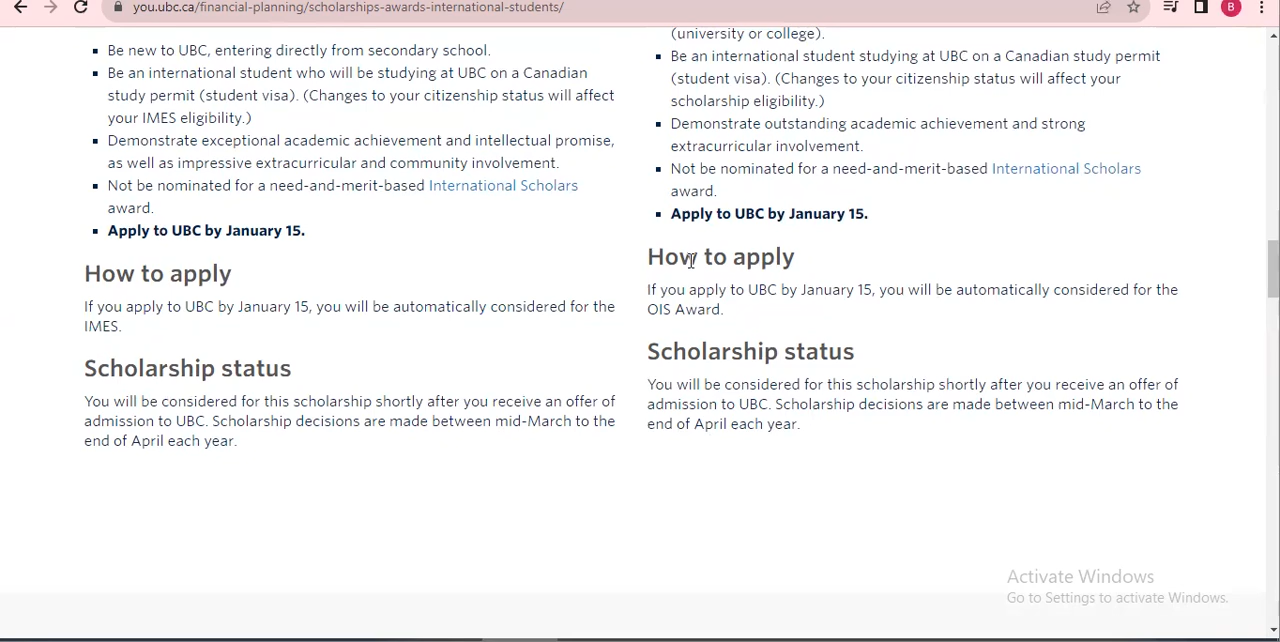 you.ubc.ca/financial-planning/scholarships-awards-international-students/
B
Be new to UBC, entering directly from secondary school.
Be an international student who will be studying at UBC on a Canadian
study permit (student visa). (Changes to your citizenship status will affect
your IMES eligibility.)
Demonstrate exceptional academic achievement and intellectual promise,
as well as impressive extracurricular and community involvement.
Not be nominated for a need-and-merit-based International Scholars
award.
Apply to UBC by January 15.
How to apply
If you apply to UBC by January 15, you will be automatically considered for the
IMES.
Scholarship status
You will be considered for this scholarship shortly after you receive an offer of
admission to UBC. Scholarship decisions are made between mid-March to the
end of April each year.
(university or college).
Be an international student studying at UBC on a Canadian study permit
(student visa). (Changes to your citizenship status will affect your
scholarship eligibility.)
Demonstrate outstanding academic achievement and strong
extracurricular involvement.
Not be nominated for a need-and-merit-based International Scholars
award.
Apply to UBC by January 15.
How to apply
If you apply to UBC by January 15, you will be automatically considered for the
OIS Award.
Scholarship status
You will be considered for this scholarship shortly after you receive an offer of
admission to UBC. Scholarship decisions are made between mid-March to the
end of April each year.
Activate Windows
Go to Settings to activate Windows.